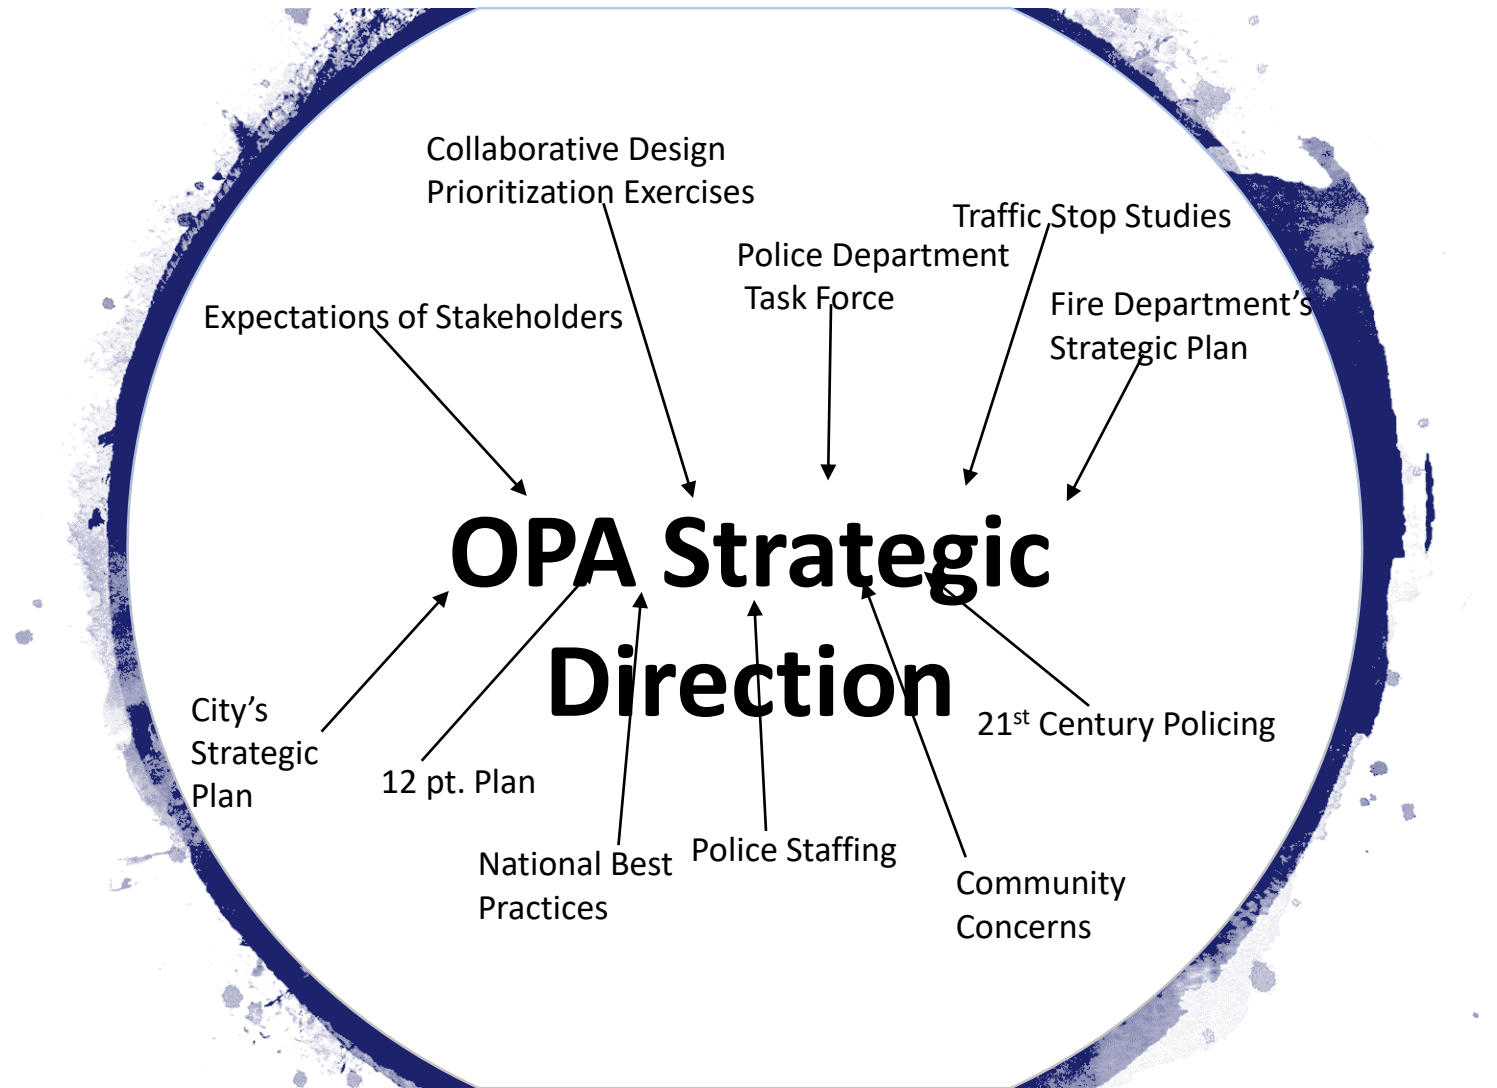 Collaborative Design
Prioritization Exercises
Traffic Stop Studies
Police Department
Task Force
Fire Department’s
Strategic Plan
Expectations of Stakeholders
OPA Strategic
Direction
City’s
Strategic
Plan
12 pt. Plan
National Best
Practices
Police Staffing
Community
Concerns
21st Century Policing